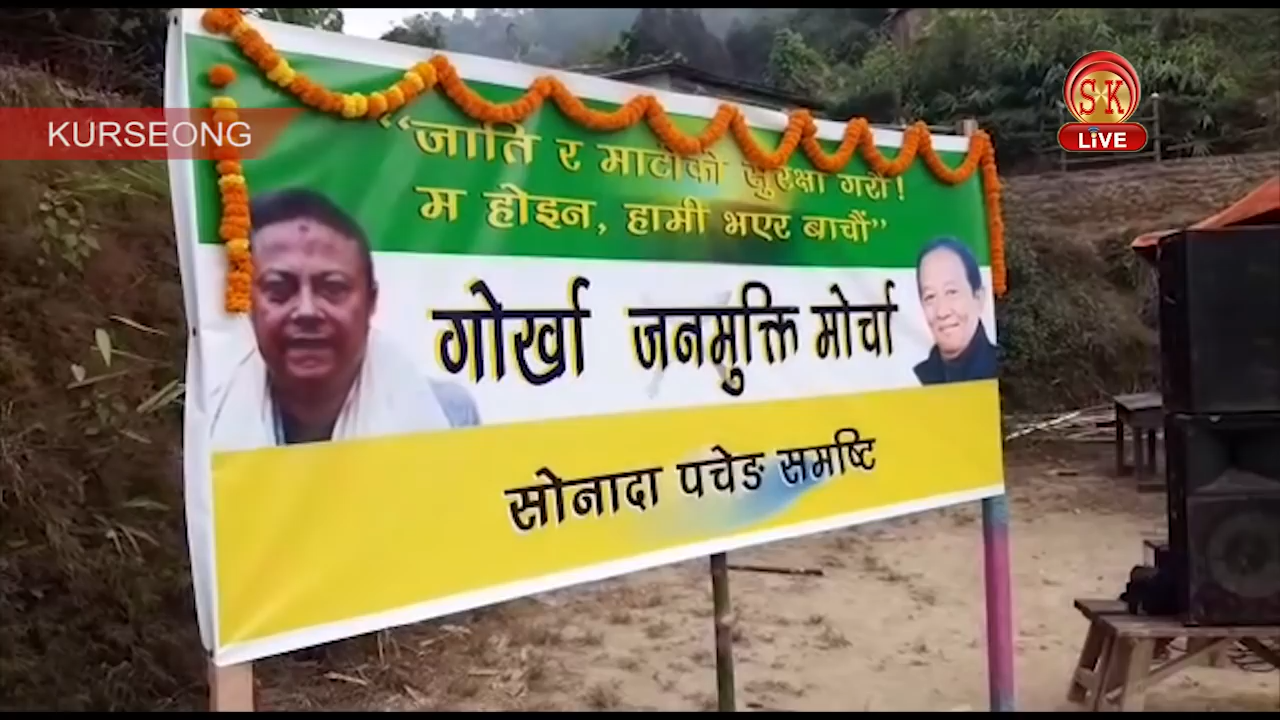 KURSEONG
SK
LiVE
“जाति र माटोको सुरक्षा गरौं!
म होइन, हामी भएर बाचौं”
गोर्खा जनमुक्ति मोर्चा
सोनादा पचेङ समष्टि